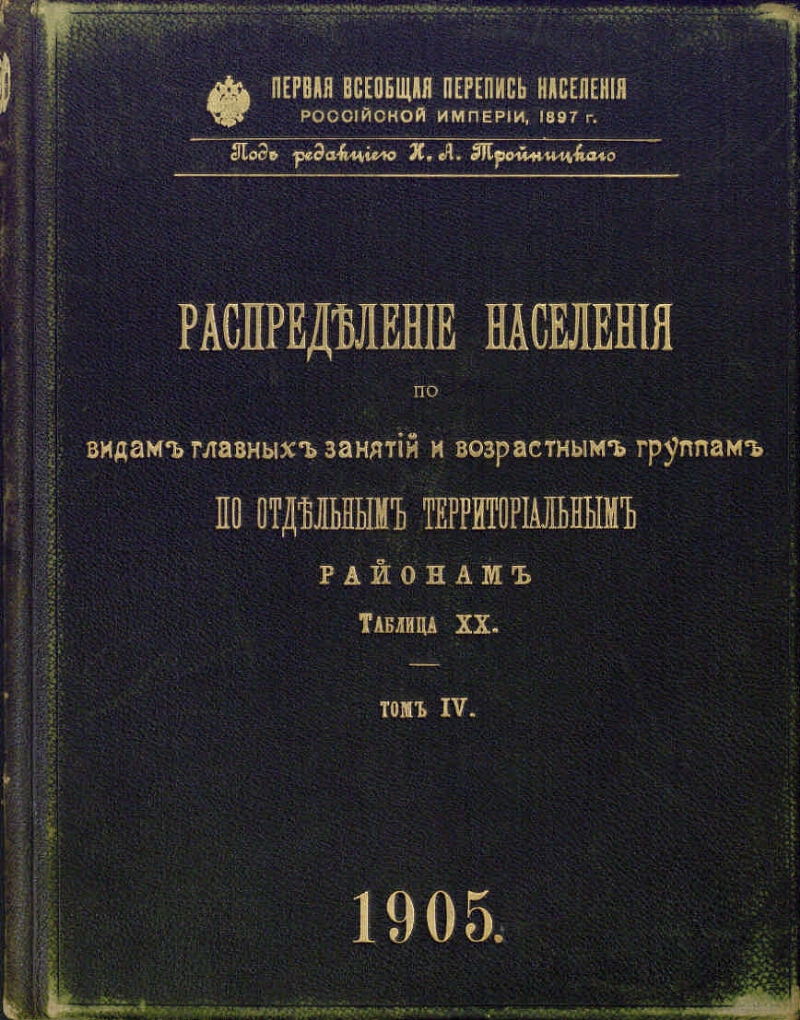 ПЕРВАЯ ВСЕОБЩАЯ ПЕРЕПИСЬ НАСЕЛЕНІЯ
РОССІЙСКОЙ ИМПЕРІИ, 1897 г.
Подъ редакціею Н. А. Тройницкаго
РАСПРЕДѢЛЕНІЕ НАСЕЛЕНІЯ
ПО
видамъ главныхъ занятій и возрастнымъ группамъ
ПО ОТДѢЛЬНЫМЪ ТЕРРИТОРІАЛЬНЫМЪ
РАЙОНАМЪ
ТАБЛИЦА XX.
ТОМЪ IV.
1905.